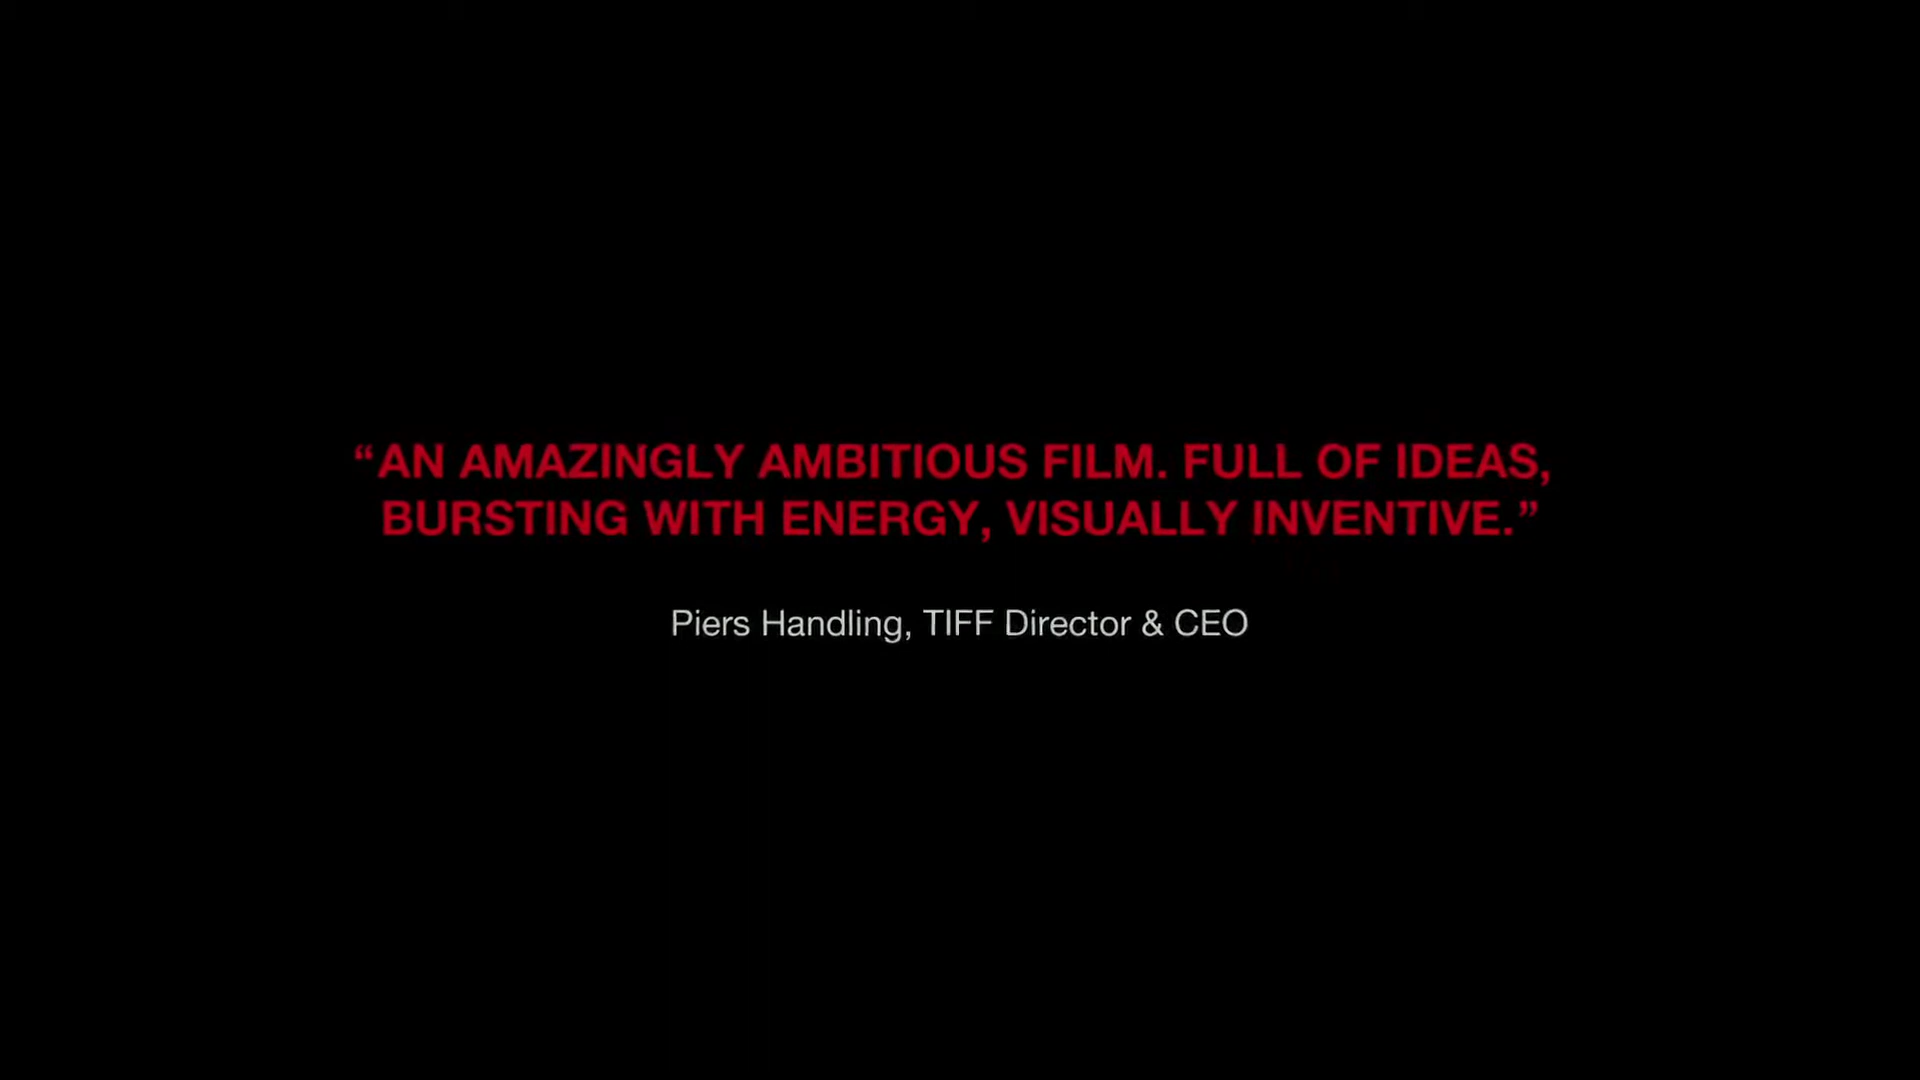 “AN AMAZINGLY AMBITIOUS FILM. FULL OF IDEAS,
BURSTING WITH ENERGY, VISUALLY INVENTIVE.”
Piers Handling, TIFF Director & CEO